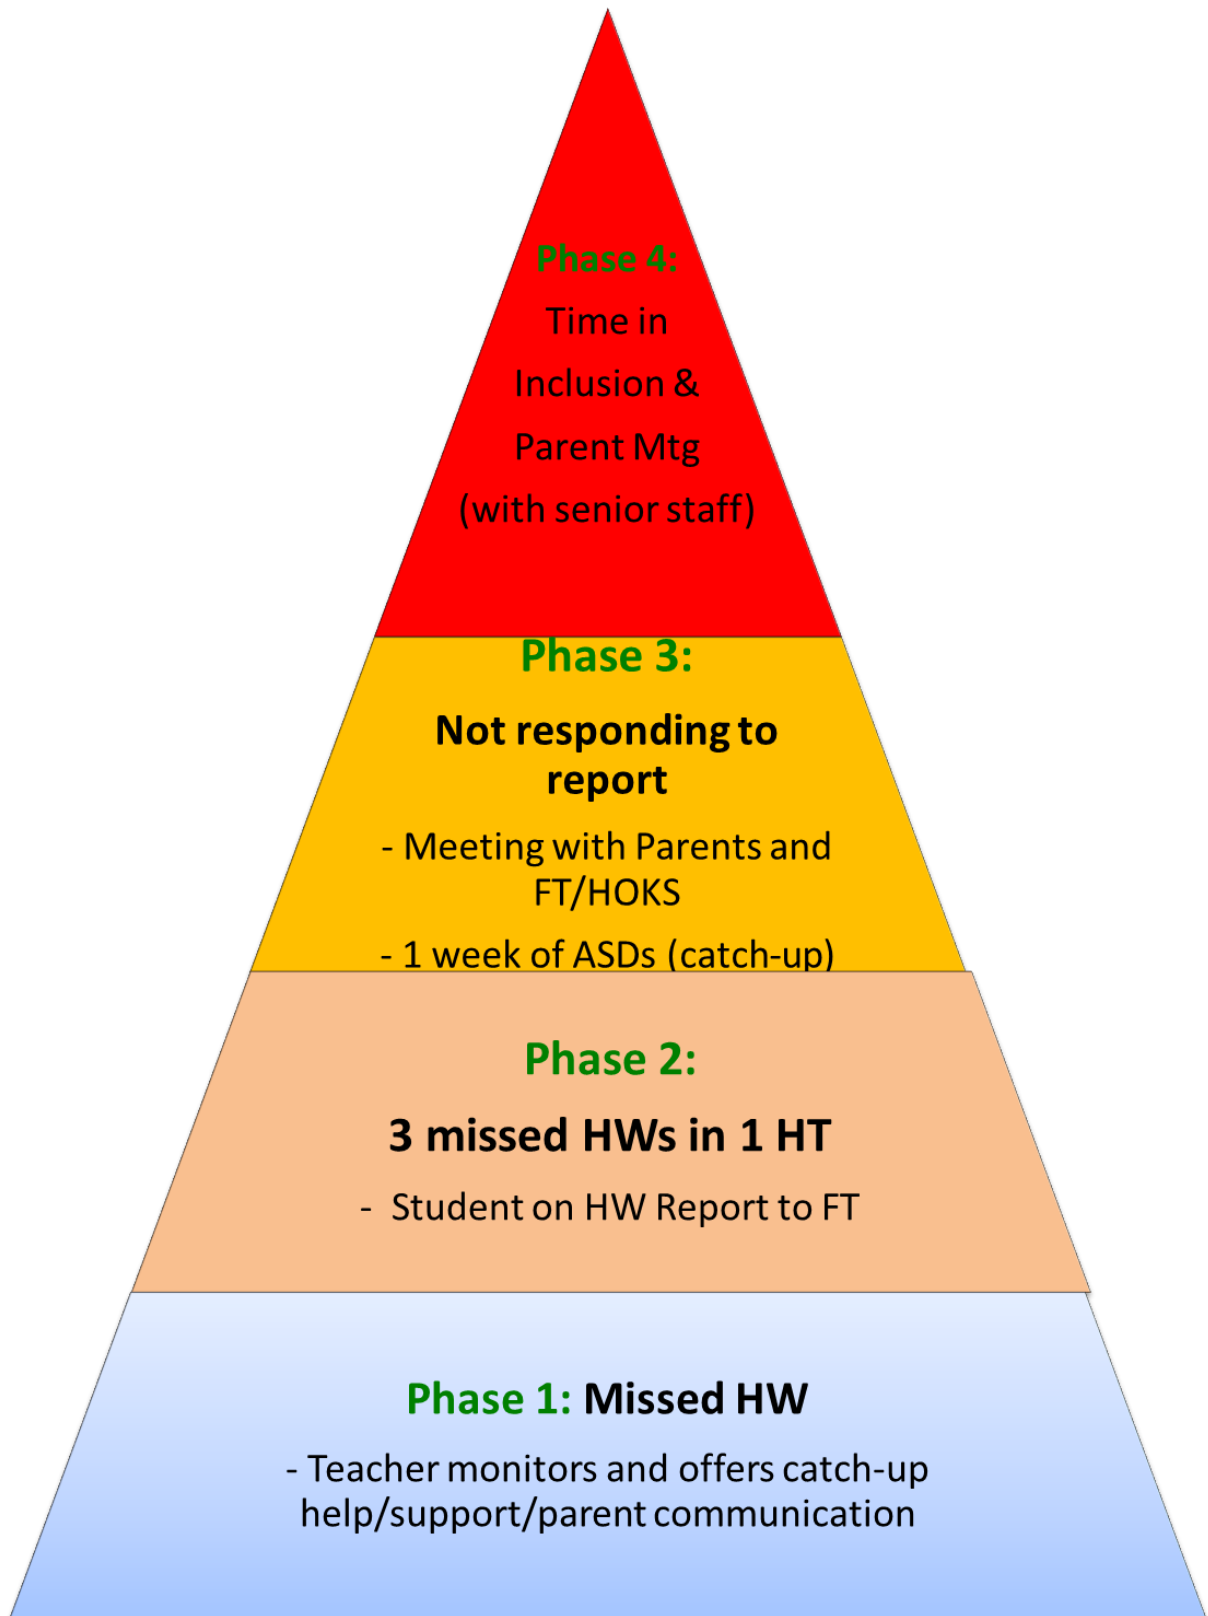 Phase 4:
Time in
Inclusion &
Parent Mtg
(with senior staff)
Phase 3:
Not responding to
report
- Meeting with Parents and
FT/HOKS
- 1 week of ASDs (catch-up)
Phase 2:
3 missed HWs in 1 HT
- Student on HW Report to FT
Phase 1: Missed HW
- Teacher monitors and offers catch-up
help/support/parent communication